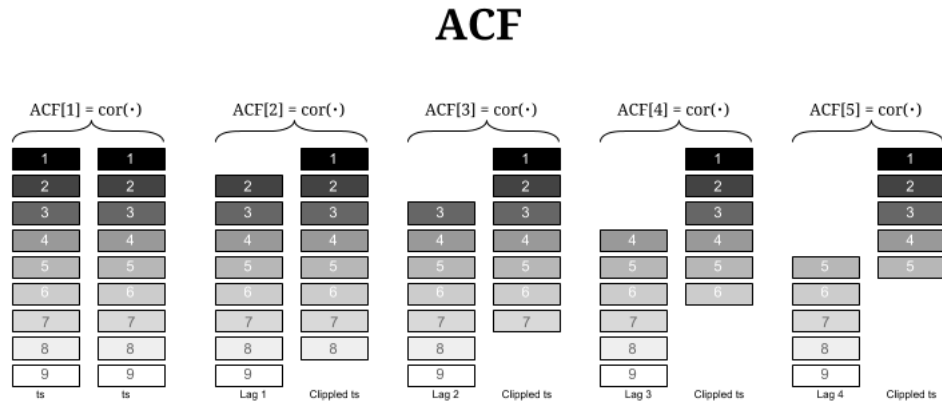 ACF
ACF[1] = cor(·) ACF[2] = cor(·) ACF[3] = cor(·) ACF[4] = cor(·) ACF[5] = cor(·)
1 1 1 1 1 1
2 2 2 2 2 2 2
3 3 3 3 3 3 3 3
4 4 4 4 4 4 4 4 4
5 5 5 5 5 5 5 5 5 5
6 6 6 6 6 6 6 6 6
7 7 7 7 7 7 7 7
8 8 8 8 8 8 8
9 9 9 9 9 9
ts ts Lag 1 Clippled ts Lag 2 Clippled ts Lag 3 Clippled ts Lag 4 Clippled ts